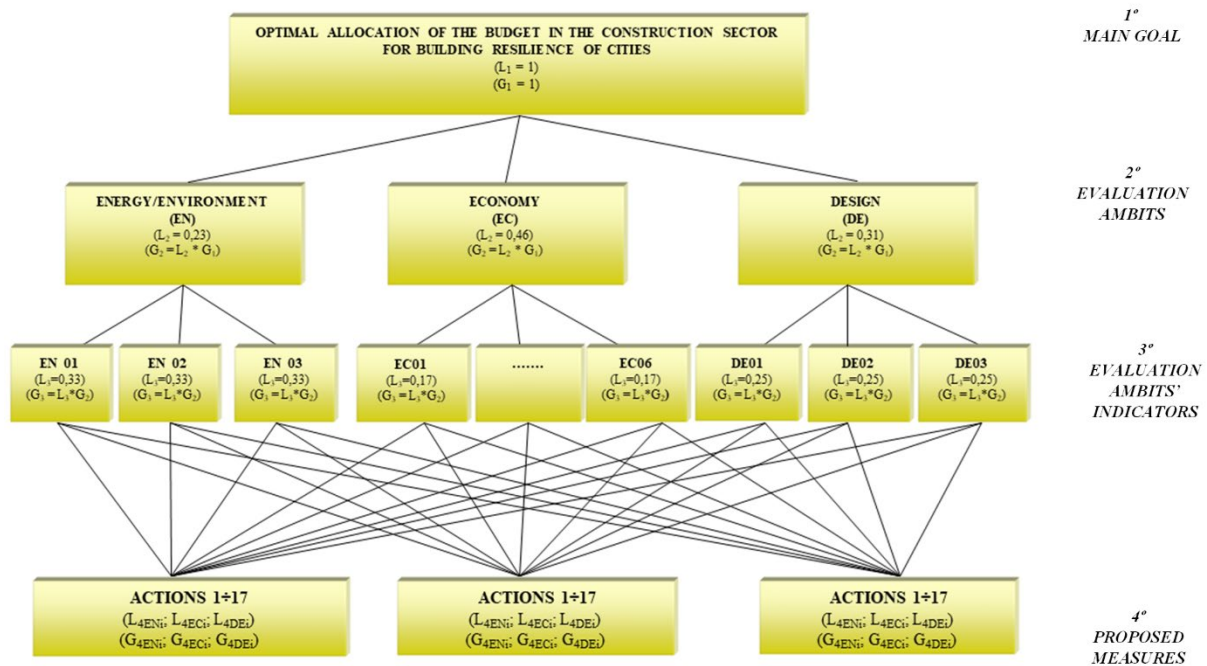 OPTIMAL ALLOCATION OF THE BUDGET IN THE CONSTRUCTION SECTOR
FOR BUILDING RESILIENCE OF CITIES
(L₁ = 1)
(G₁ = 1)
1º
MAIN GOAL
ENERGY/ENVIRONMENT
(EN)
(L₂ = 0,23)
(G₂ = L₂ * G₁)
ECONOMY
(EC)
(L₂ = 0,46)
(G₂ = L₂ * G₁)
DESIGN
(DE)
(L₂ = 0,31)
(G₂ = L₂ * G₁)
2º
EVALUATION
AMBITS
EN 01
(L₃=0,33)
(G₃ = L₃*G₂)
EN 02
(L₃=0,33)
(G₃ = L₃*G₂)
EN 03
(L₃=0,33)
(G₃ = L₃*G₂)
EC01
(L₃=0,17)
(G₃ = L₃*G₂)
.......
EC06
(L₃=0,17)
(G₃ = L₃*G₂)
DE01
(L₃=0,25)
(G₃ = L₃*G₂)
DE02
(L₃=0,25)
(G₃ = L₃*G₂)
DE03
(L₃=0,25)
(G₃ = L₃*G₂)
3º
EVALUATION
AMBITS'
INDICATORS
ACTIONS 1÷17
(L4ENi; L4ECi; L4DEi)
(G4ENi; G4ECi; G4DEi)
ACTIONS 1÷17
(L4ENi; L4ECi; L4DEi)
(G4ENi; G4ECi; G4DEi)
ACTIONS 1÷17
(L4ENi; L4ECi; L4DEi)
(G4ENi; G4ECi; G4DEi)
4º
PROPOSED
MEASURES